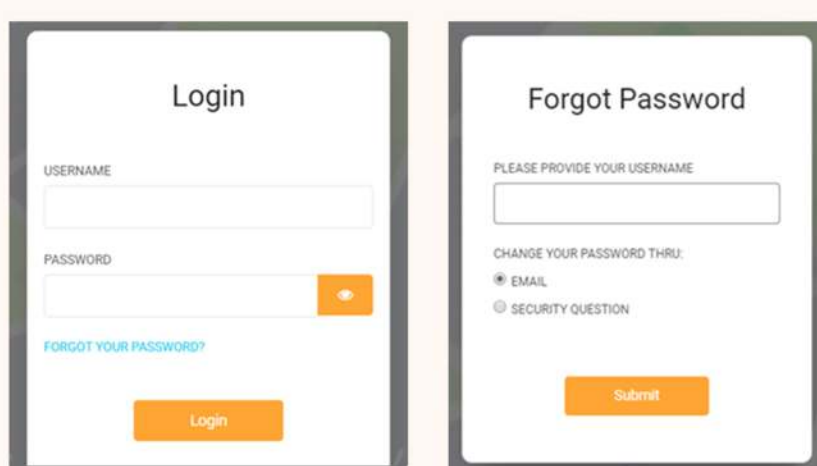 Login
USERNAME
PASSWORD
FORGOT YOUR PASSWORD?
Login
Forgot Password
PLEASE PROVIDE YOUR USERNAME
CHANGE YOUR PASSWORD THRU:
EMAIL
SECURITY QUESTION
Submit